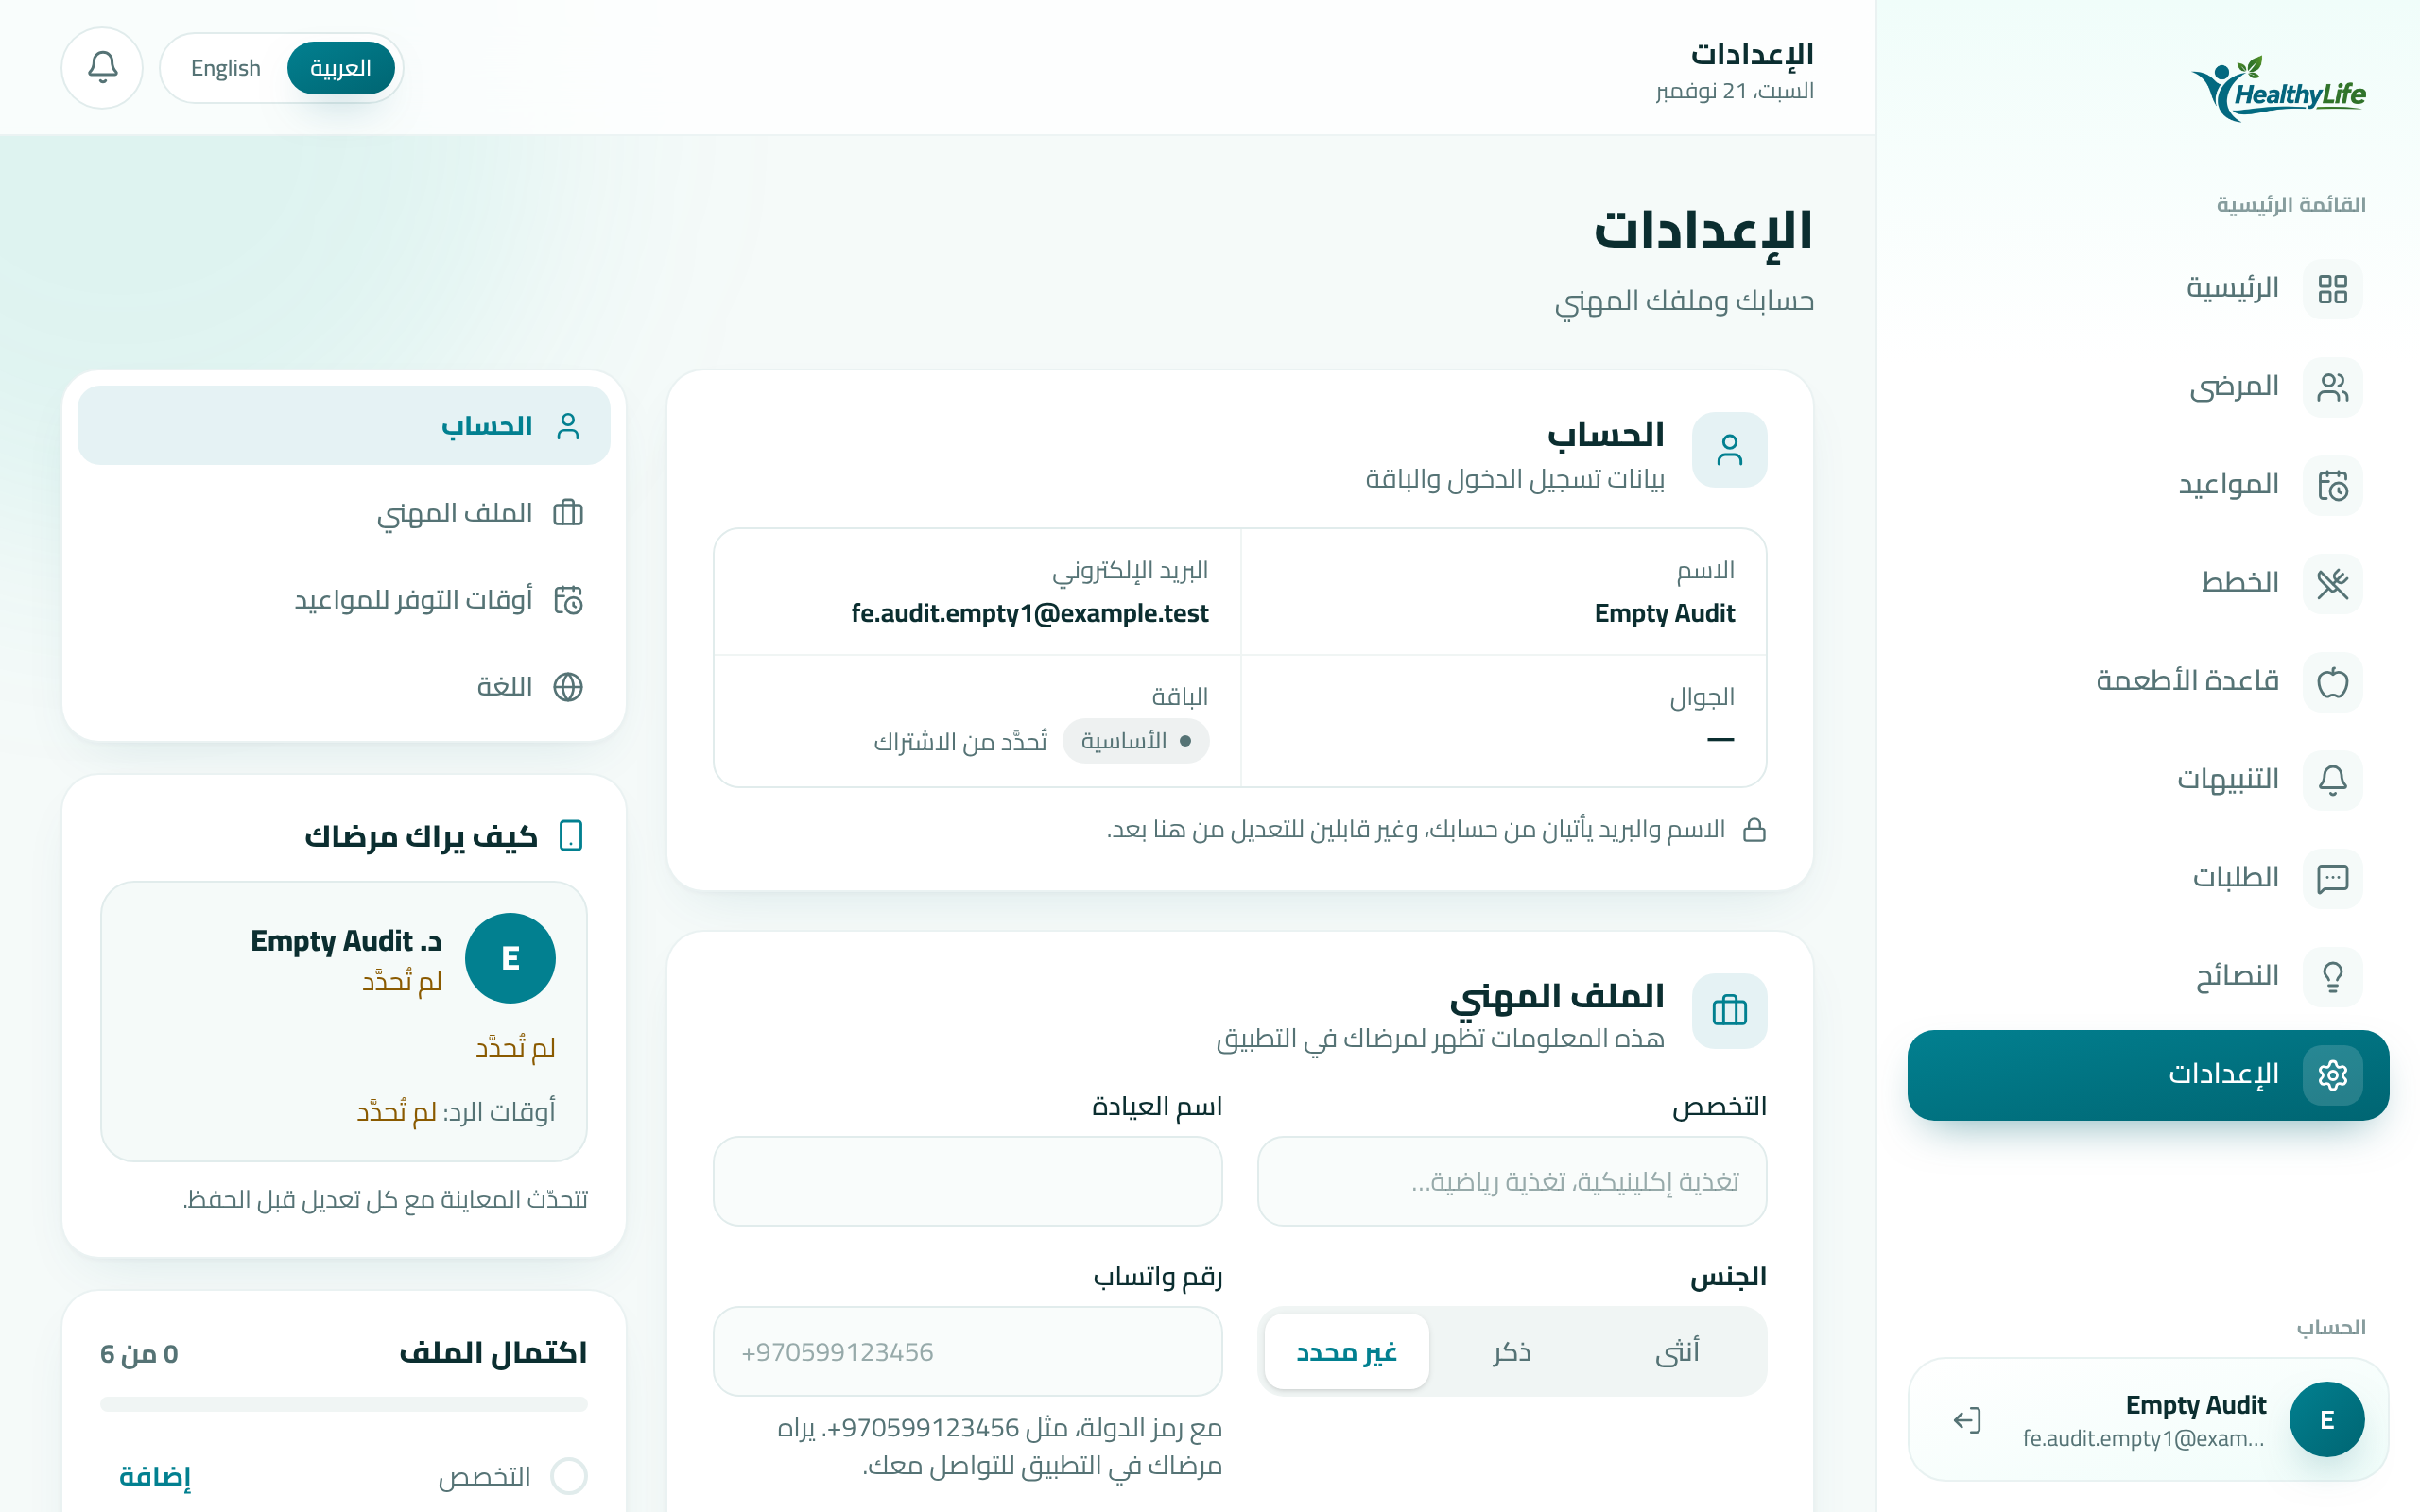 HealthyLife
القائمة الرئيسية
الرئيسية
المرضى
المواعيد
الخطط
قاعدة الأطعمة
التنبيهات
الطلبات
النصائح
الإعدادات
الحساب
Empty Audit
fe.audit.empty1@exam...
E
الإعدادات
السبت، 21 نوفمبر
العربية
English
الإعدادات
حسابك وملفك المهني
الحساب
بيانات تسجيل الدخول والباقة
الاسم
Empty Audit
البريد الإلكتروني
fe.audit.empty1@example.test
الجوال
—
الباقة
الأساسية تُحدَّد من الاشتراك
الاسم والبريد يأتيان من حسابك، وغير قابلين للتعديل من هنا بعد.
الملف المهني
هذه المعلومات تظهر لمرضاك في التطبيق
التخصص
تغذية إكلينيكية، تغذية رياضية...
اسم العيادة
الجنس
أنثى
ذكر
غير محدد
رقم واتساب
+970599123456
مع رمز الدولة، مثل 970599123456+. يراه
مرضاك في التطبيق للتواصل معك.
الحساب
الملف المهني
أوقات التوفر للمواعيد
اللغة
كيف يراك مرضاك
E
د. Empty Audit
لم تُحدَّد
لم تُحدَّد
أوقات الرد: لم تُحدَّد
تتحدّث المعاينة مع كل تعديل قبل الحفظ.
اكتمال الملف
0 من 6
التخصص
إضافة